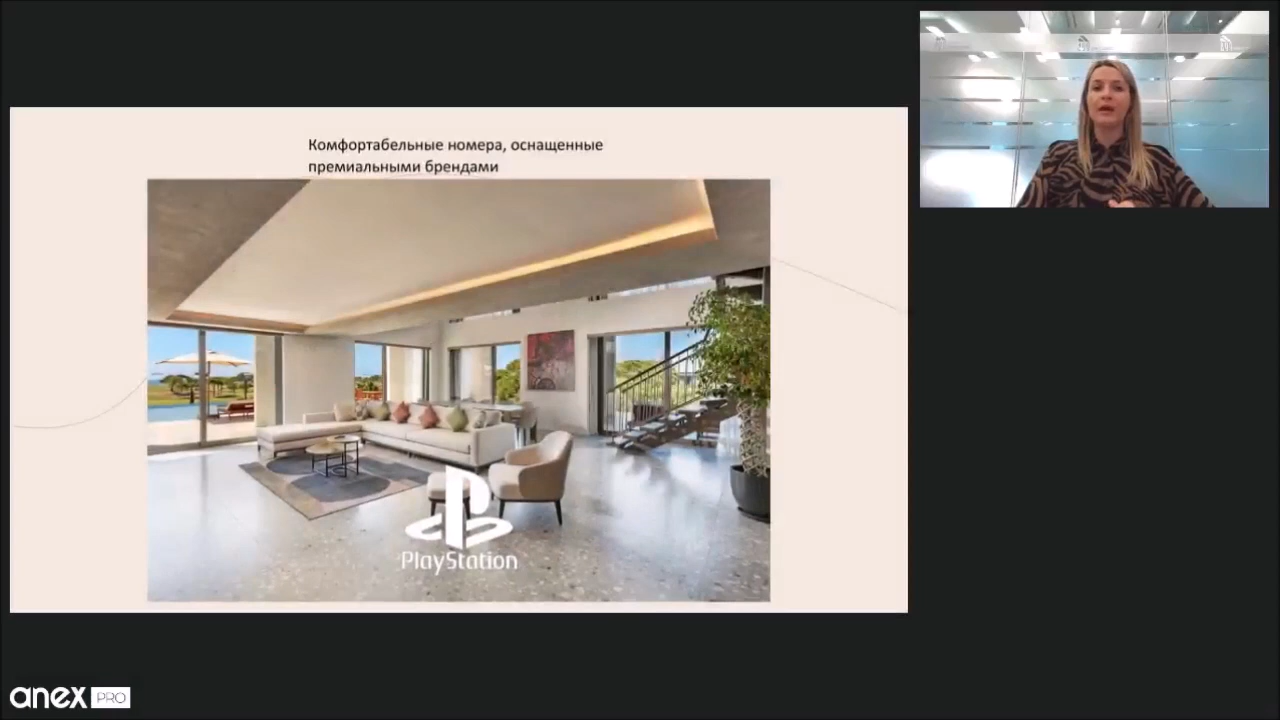 Комфортабельные номера, оснащенные
премиальными брендами
PlayStation
anex PRO